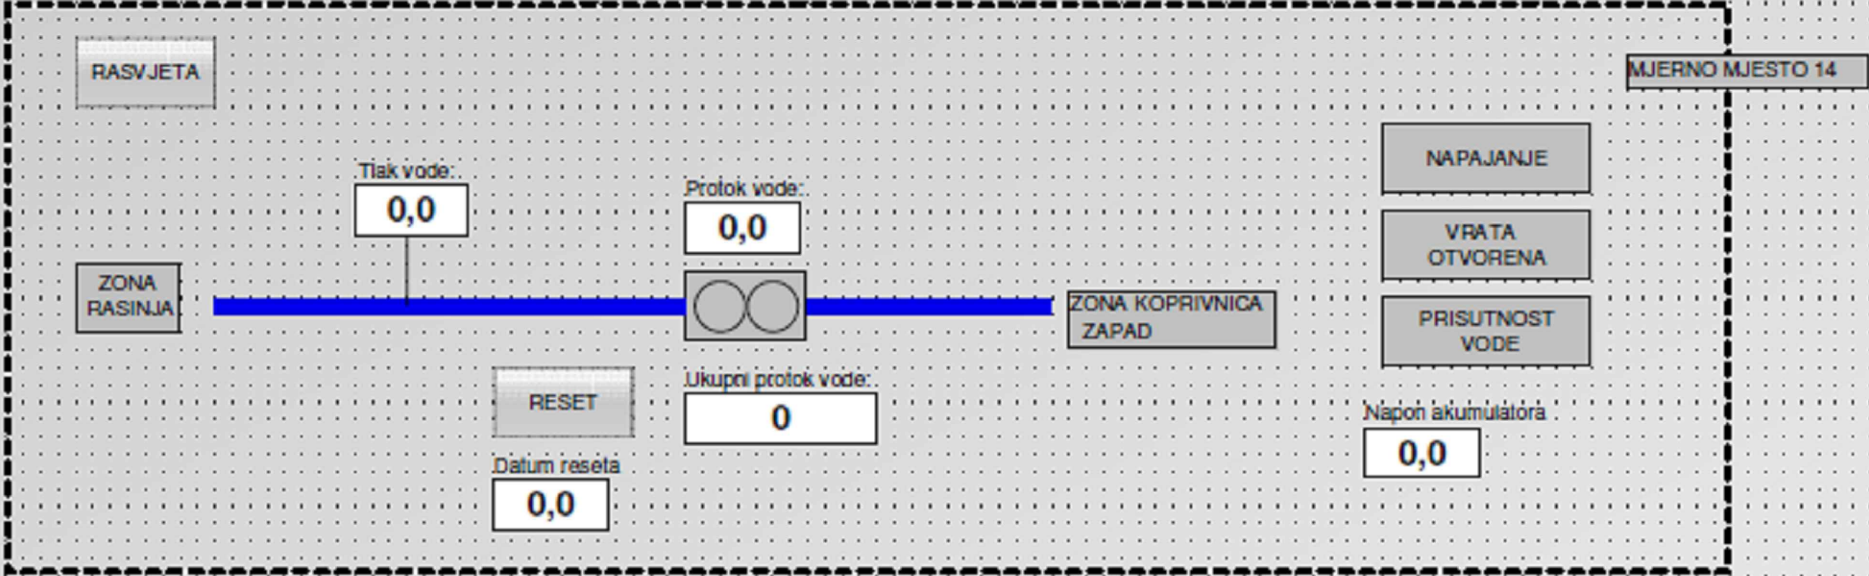 RASVJETA
MJERNO MJESTO 14
NAPAJANJE
Tlak vode:
0,0
Protok vode:
0,0
VRATA
OTVORENA
ZONA
RASINJA
ZONA KOPRIVNICA
ZAPAD
PRISUTNOST
VODE
RESET
Ukupni protok vode:
0
Napon akumulatora
0,0
Datum reseta
0,0